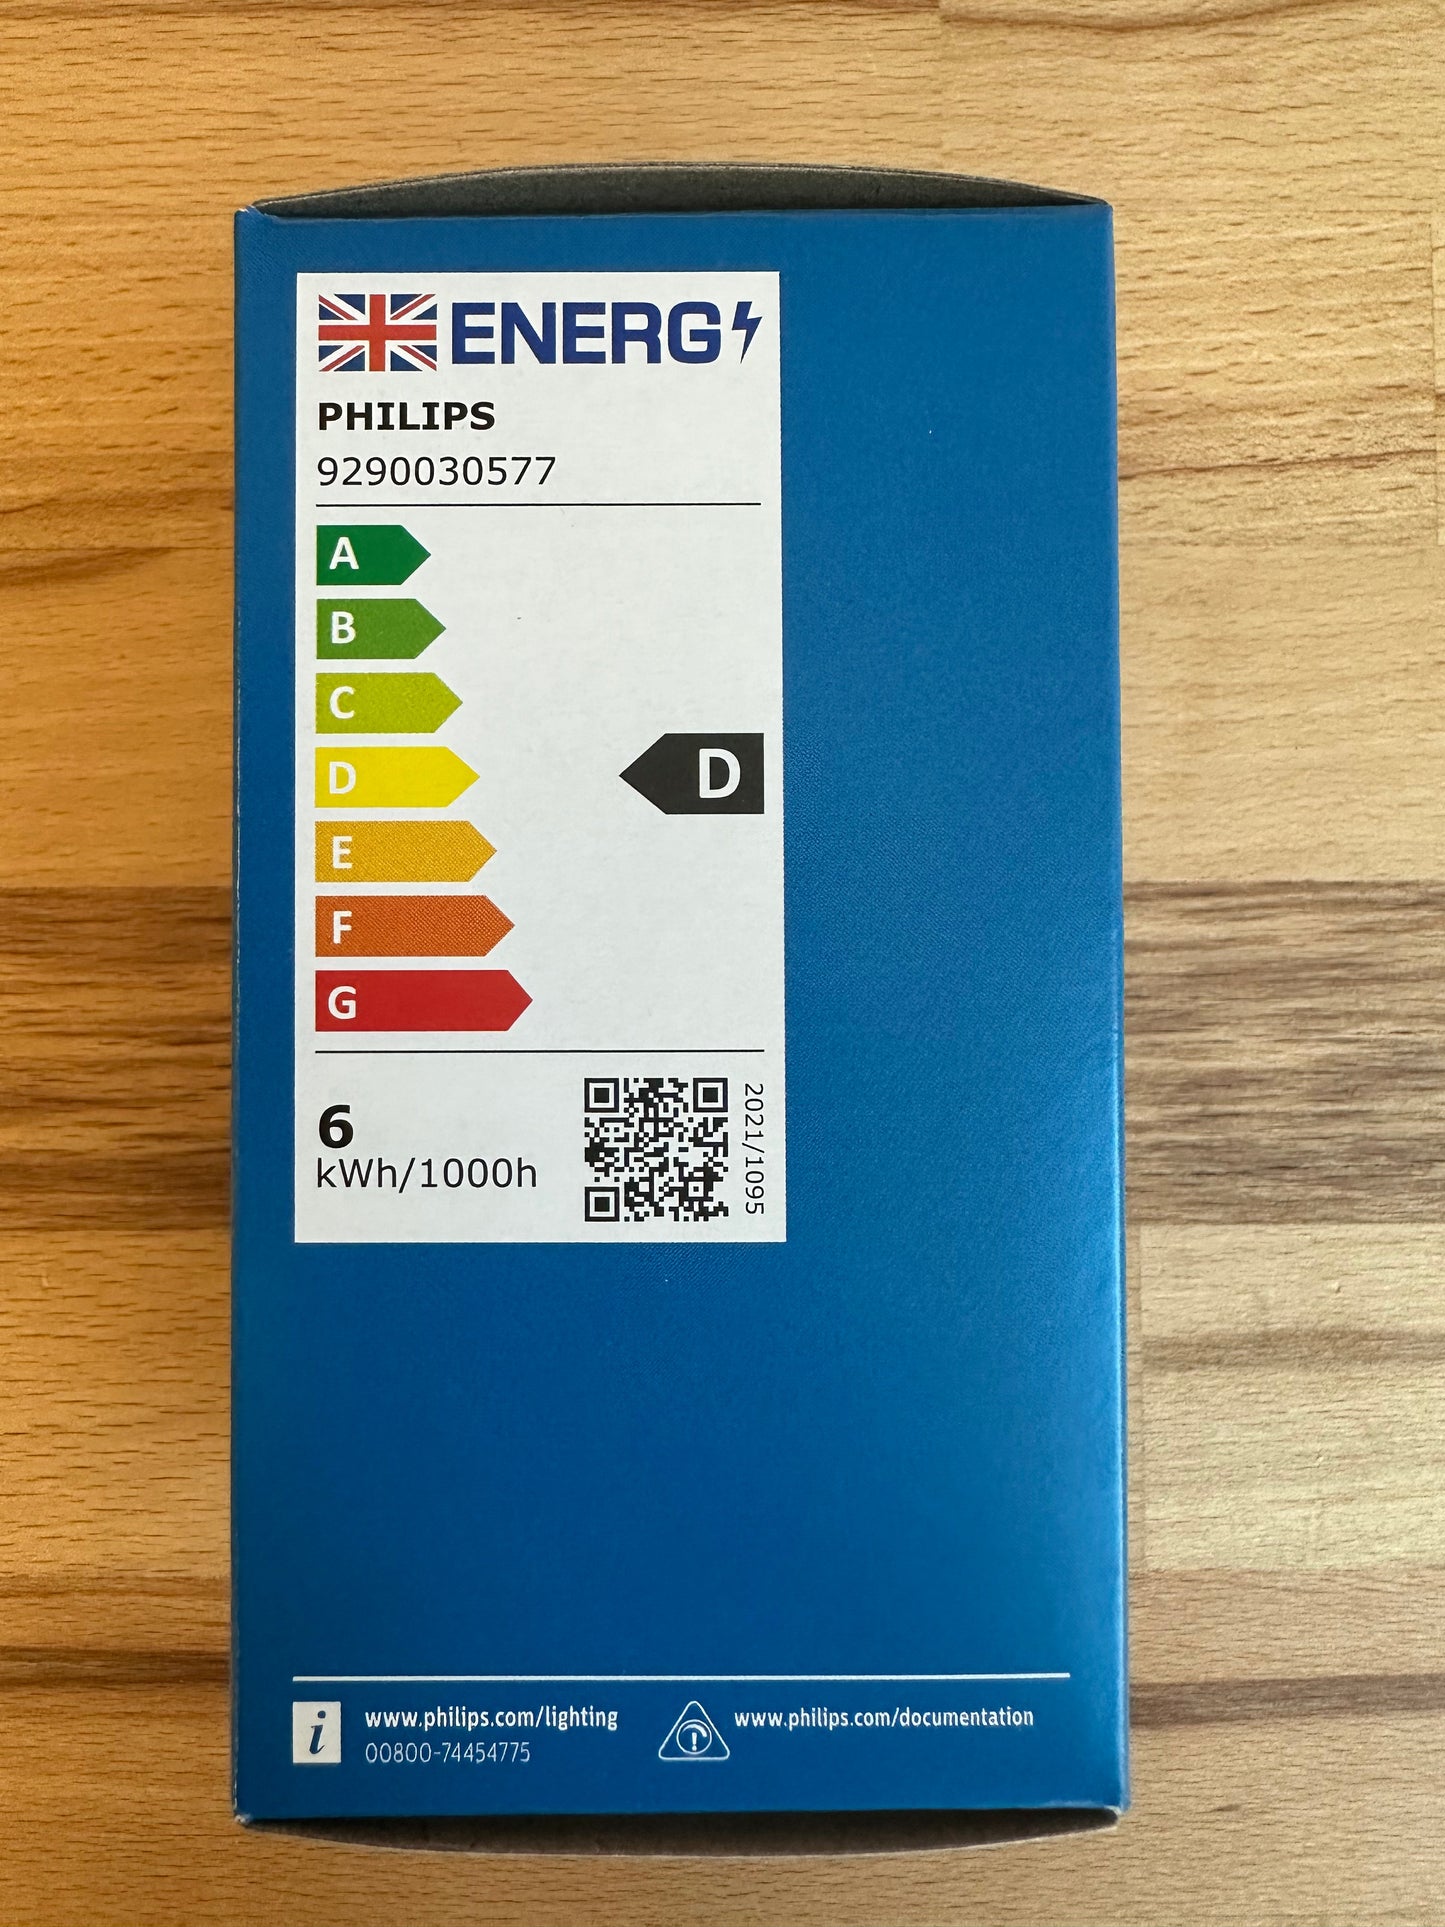 ENERG
PHILIPS
9290030577
A
B
C
D
D
E
F
G
6
kWh/1000h
2021/1095
i
www.philips.com/lighting
00800-74454775
www.philips.com/documentation